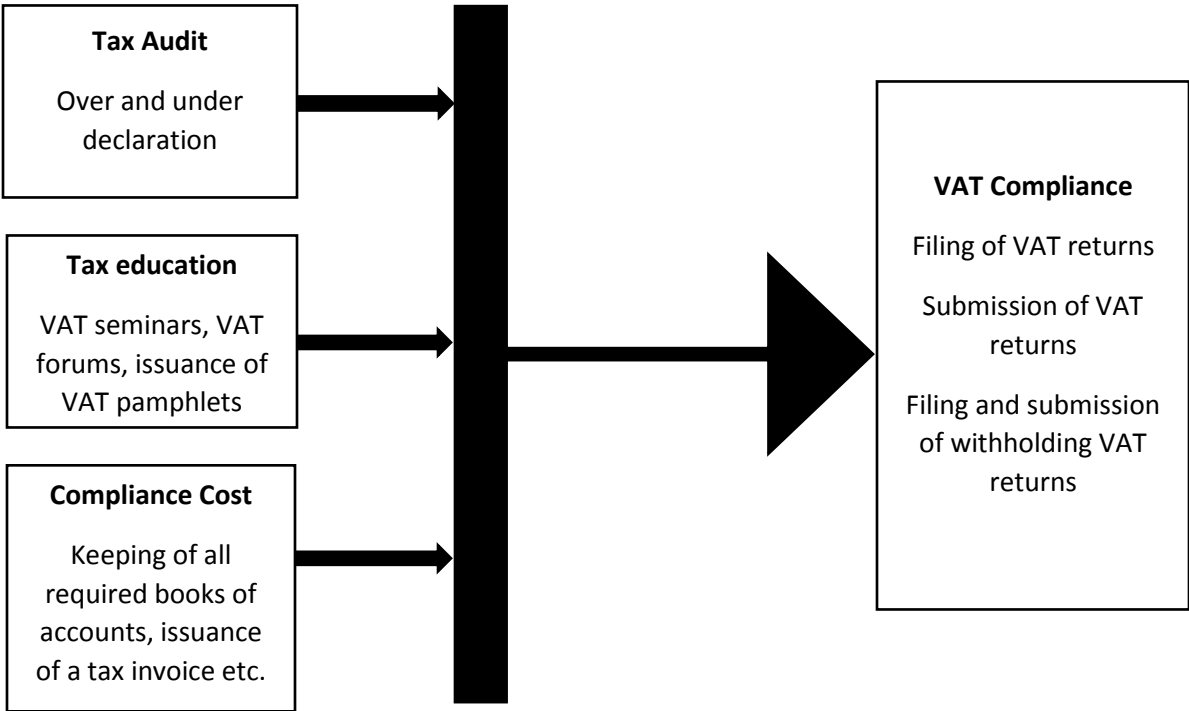 Tax Audit
Over and under
declaration
Tax education
VAT seminars, VAT
forums, issuance of
VAT pamphlets
Compliance Cost
Keeping of all
required books of
accounts, issuance
of a tax invoice etc.
VAT Compliance
Filing of VAT returns
Submission of VAT
returns
Filing and submission
of withholding VAT
returns